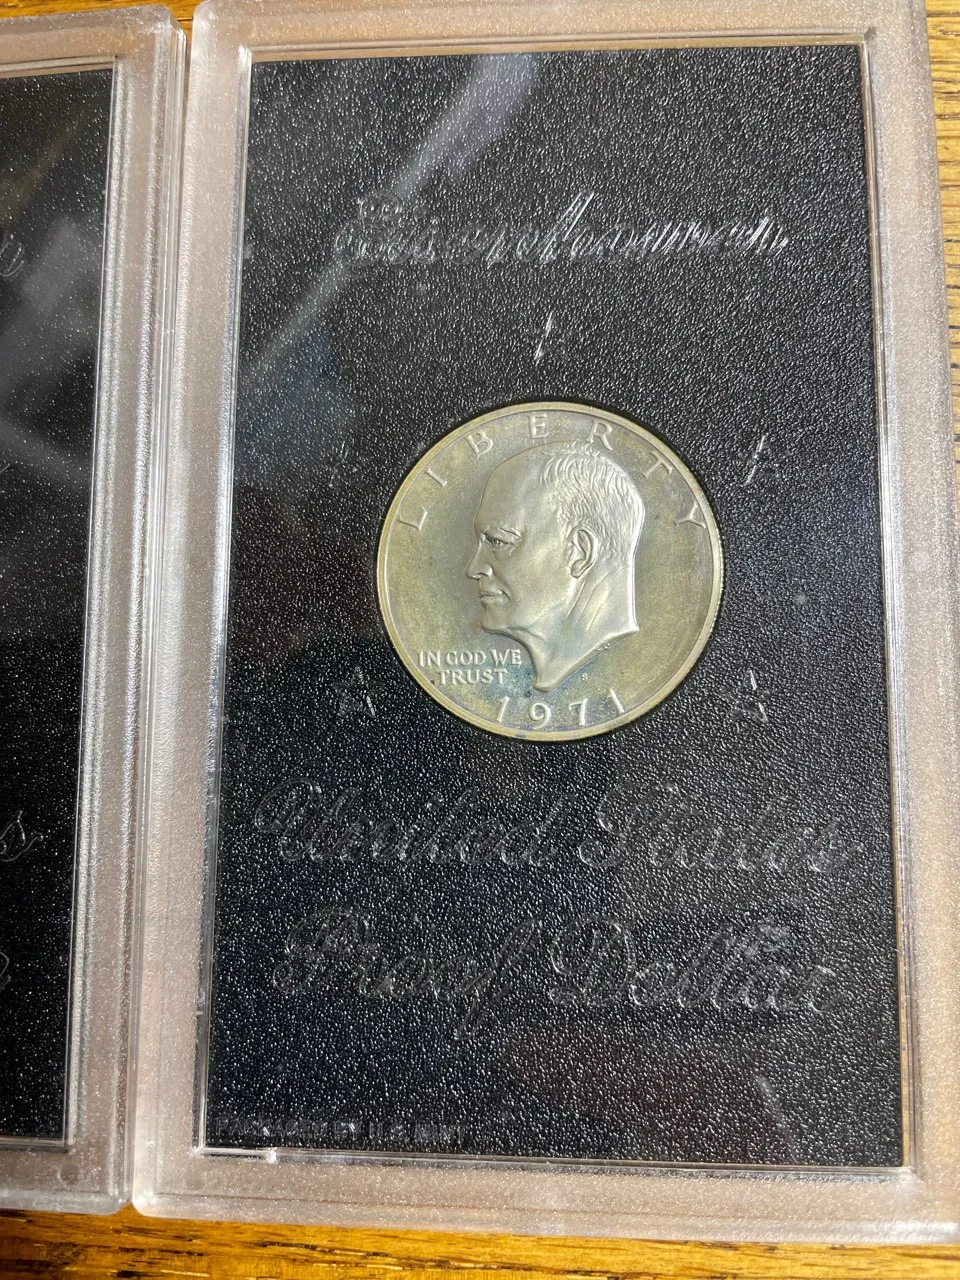 Eisenhower
LIBERTY
IN GOD WE
TRUST
S
1971
United States
Proof Dollar
PACKAGED BY U.S. MINT